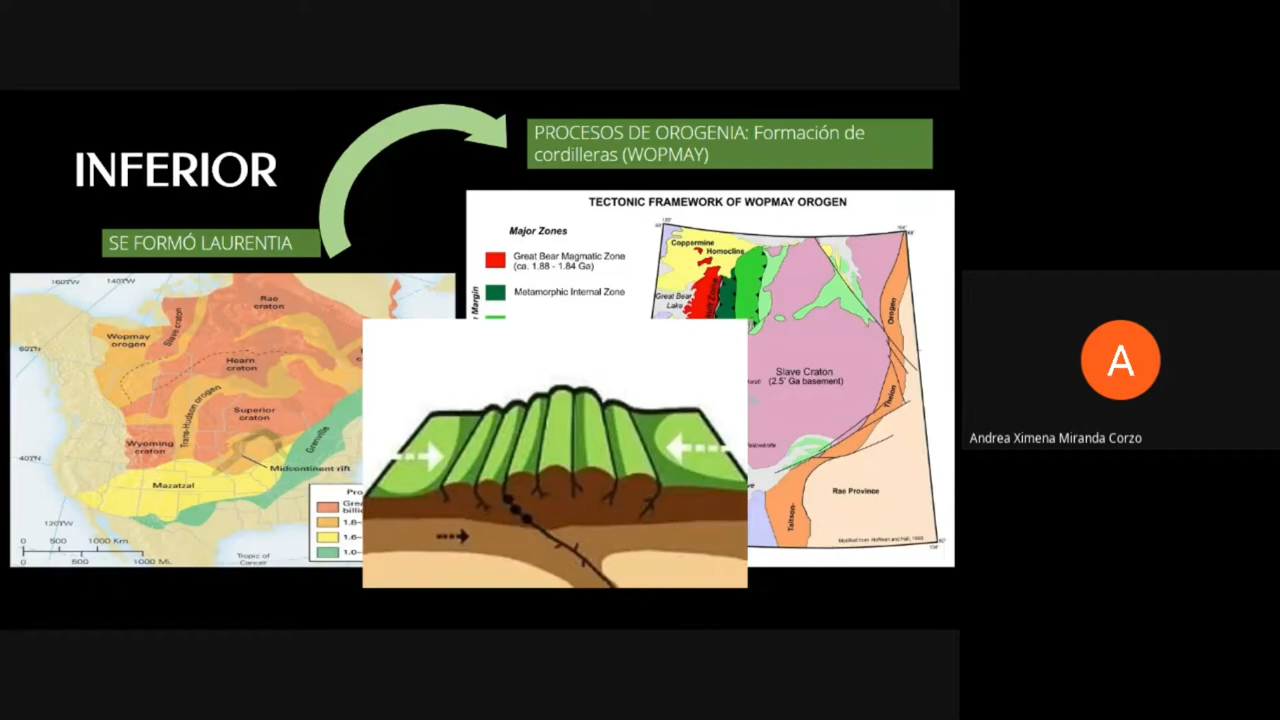 INFERIOR
SE FORMÓ LAURENTIA
PROCESOS DE OROGENIA: Formación de
cordilleras (WOPMAY)
160°W
140°W
60°N
40°N
120°W
Rae
craton
Slave craton
Wopmay
orogen
Hearn
craton
Trans-Hudson orogen
Superior
craton
Wyoming
craton
Grenville
Midcontinent rift
Mazatzal
0 500 1000 Km.
0 500 1000 Mi.
Tropic of
Cancer
1.8–
1.6–
1.0–
TECTONIC FRAMEWORK OF WOPMAY OROGEN
Major Zones
Great Bear Magmatic Zone
(ca. 1.88 - 1.84 Ga)
Metamorphic Internal Zone
Margin
Coppermine
Homocline
Great Bear
Lake
Slave Craton
(2.5+ Ga basement)
Orogen
Thelon
Taltson-
Rae Province
Modified from Hoffman and Hall, 1993
A
Andrea Ximena Miranda Corzo